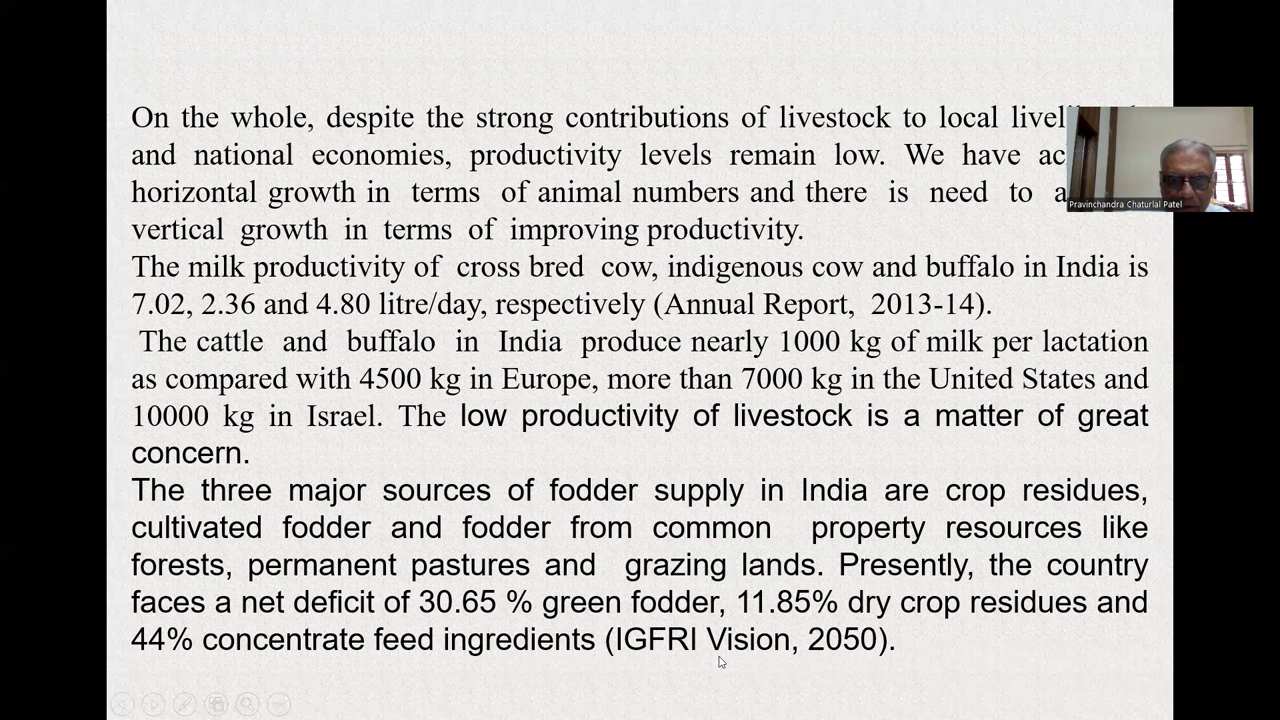 On the whole, despite the strong contributions of livestock to local
and national economies, productivity levels remain low. We have
horizontal growth in terms of animal numbers and there is need to
vertical growth in terms of improving productivity.
The milk productivity of cross bred cow, indigenous cow and buffalo in India is
7.02, 2.36 and 4.80 litre/day, respectively (Annual Report, 2013-14).
The cattle and buffalo in India produce nearly 1000 kg of milk per lactation
as compared with 4500 kg in Europe, more than 7000 kg in the United States and
10000 kg in Israel. The low productivity of livestock is a matter of great
concern.
The three major sources of fodder supply in India are crop residues,
cultivated fodder and fodder from common property resources like
forests, permanent pastures and grazing lands. Presently, the country
faces a net deficit of 30.65 % green fodder, 11.85% dry crop residues and
44% concentrate feed ingredients (IGFRI Vision, 2050).
Pravinchandra Chaturlal Patel